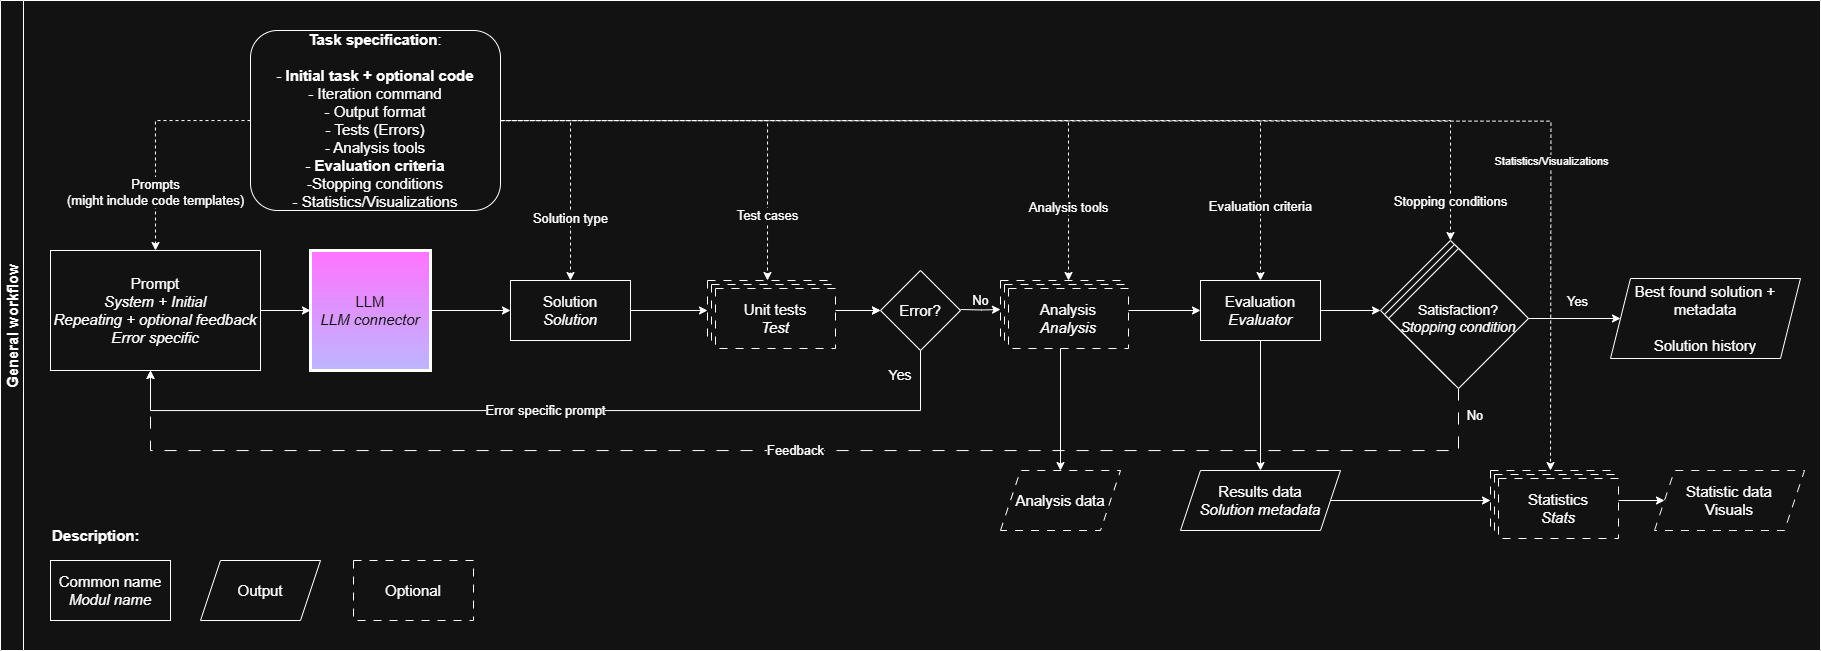 General workflow
Task specification:
- Initial task + optional code
- Iteration command
- Output format
- Tests (Errors)
- Analysis tools
- Evaluation criteria
-Stopping conditions
- Statistics/Visualizations
Prompts
(might include code templates)
Solution type
Test cases
Analysis tools
Evaluation criteria
Stopping conditions
Statistics/Visualizations
Prompt
System + Initial
Repeating + optional feedback
Error specific
LLM
LLM connector
Solution
Solution
Unit tests
Test
Error?
No
Yes
Analysis
Analysis
Evaluation
Evaluator
Satisfaction?
Stopping condition
Yes
No
Best found solution +
metadata
Solution history
Error specific prompt
Feedback
Analysis data
Results data
Solution metadata
Statistics
Stats
Statistic data
Visuals
Description:
Common name
Modul name
Output
Optional